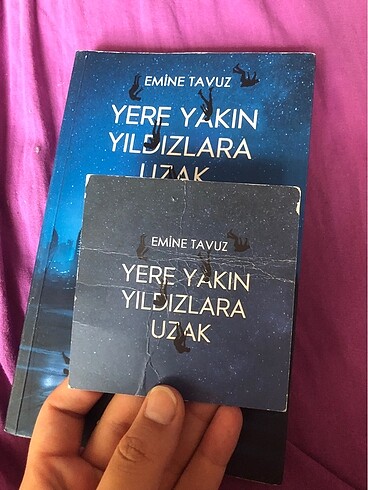 EMİNE TAVUZ
YERE YAKIN
YILDIZLARA
UZAK
EMİNE TAVUZ
YERE YAKIN
YILDIZLARA
UZAK